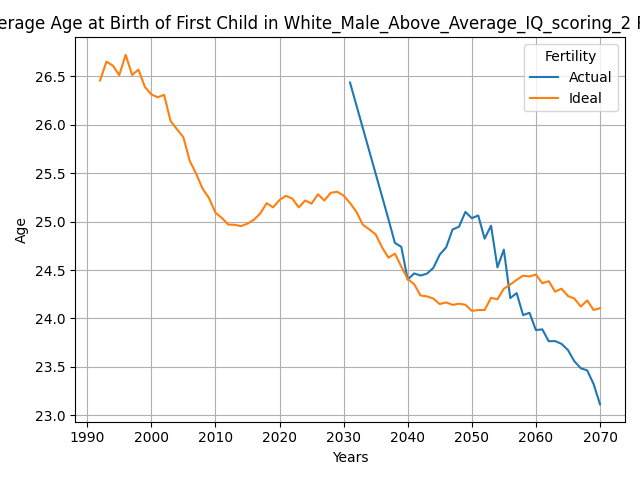 erage Age at Birth of First Child in White_Male_Above_Average_IQ_scoring_2
Fertility
Actual
Ideal
26.5
26.0
25.5
25.0
24.5
24.0
23.5
23.0
Age
1990 2000 2010 2020 2030 2040 2050 2060 2070
Years